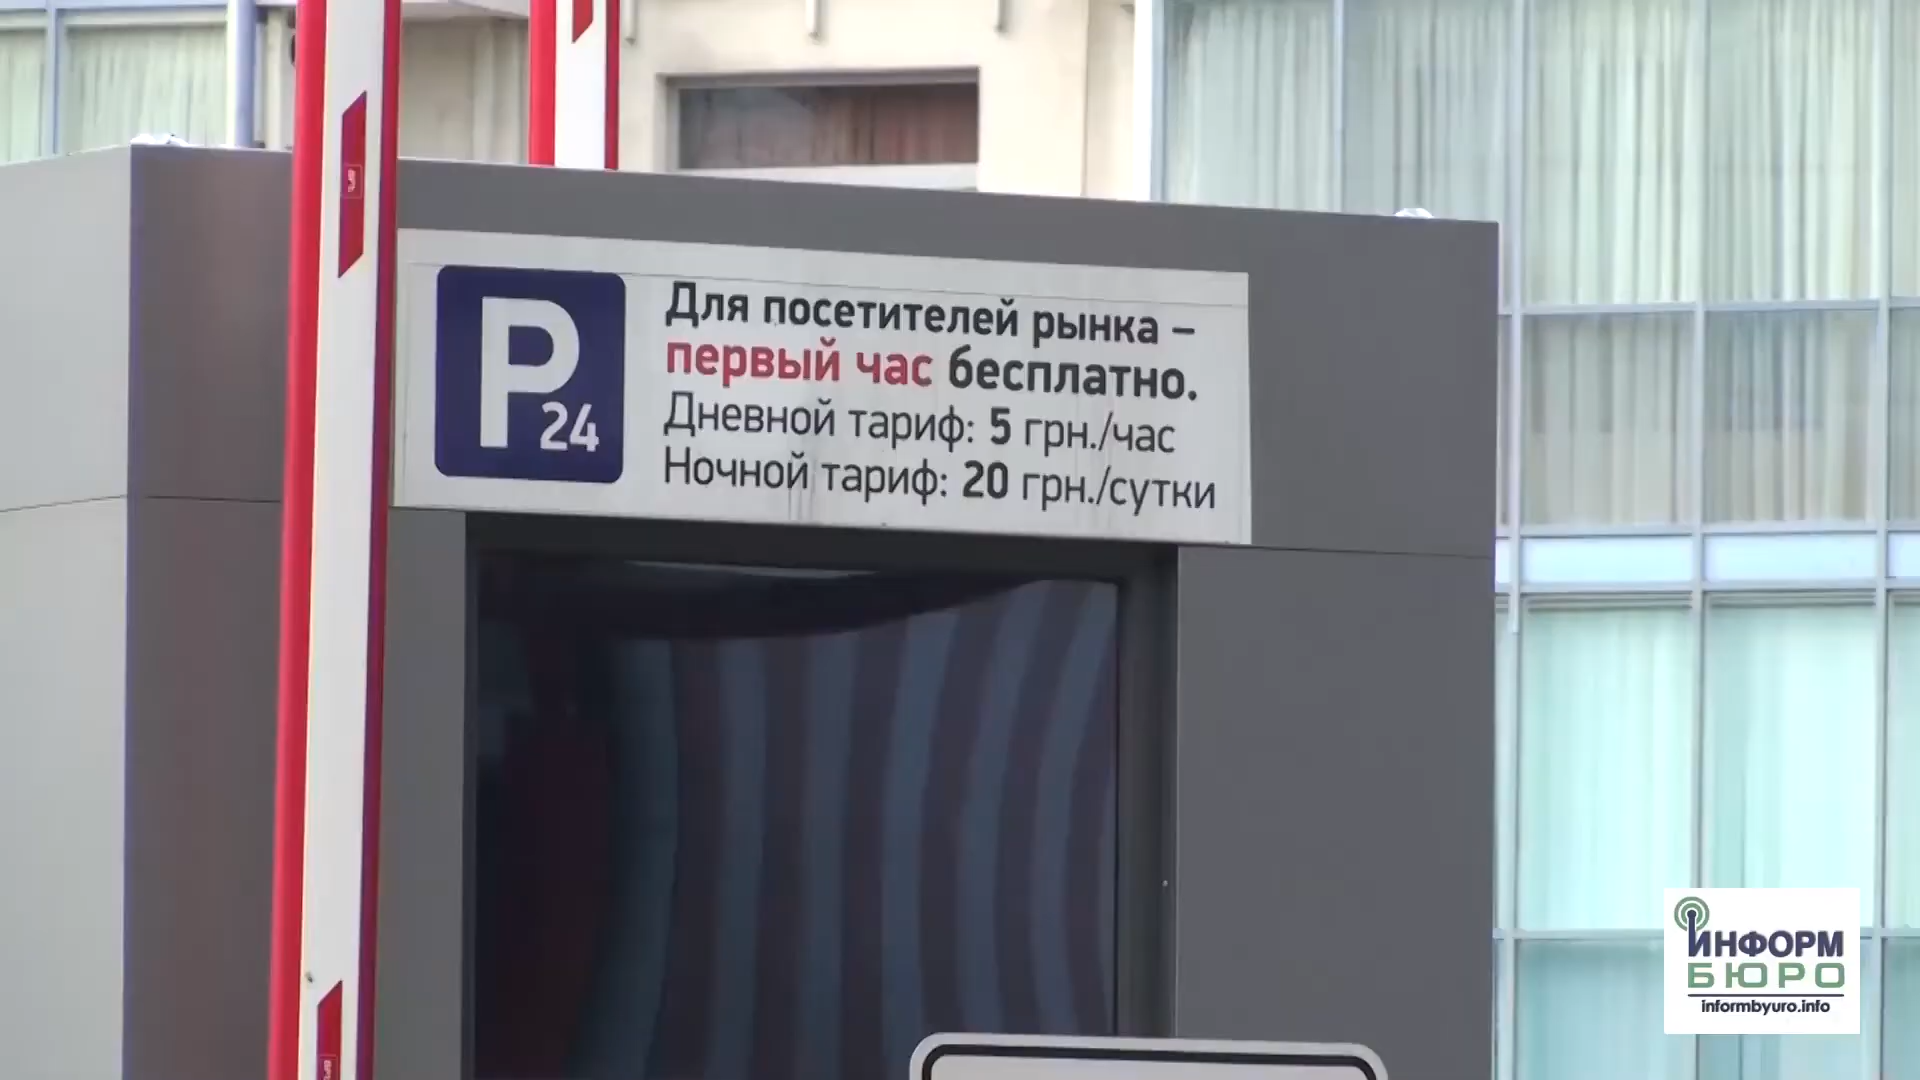 P24
Для посетителей рынка –
первый час бесплатно.
Дневной тариф: 5 грн./час
Ночной тариф: 20 грн./сутки
ИНФОРМ
БЮРО
informbyuro.info